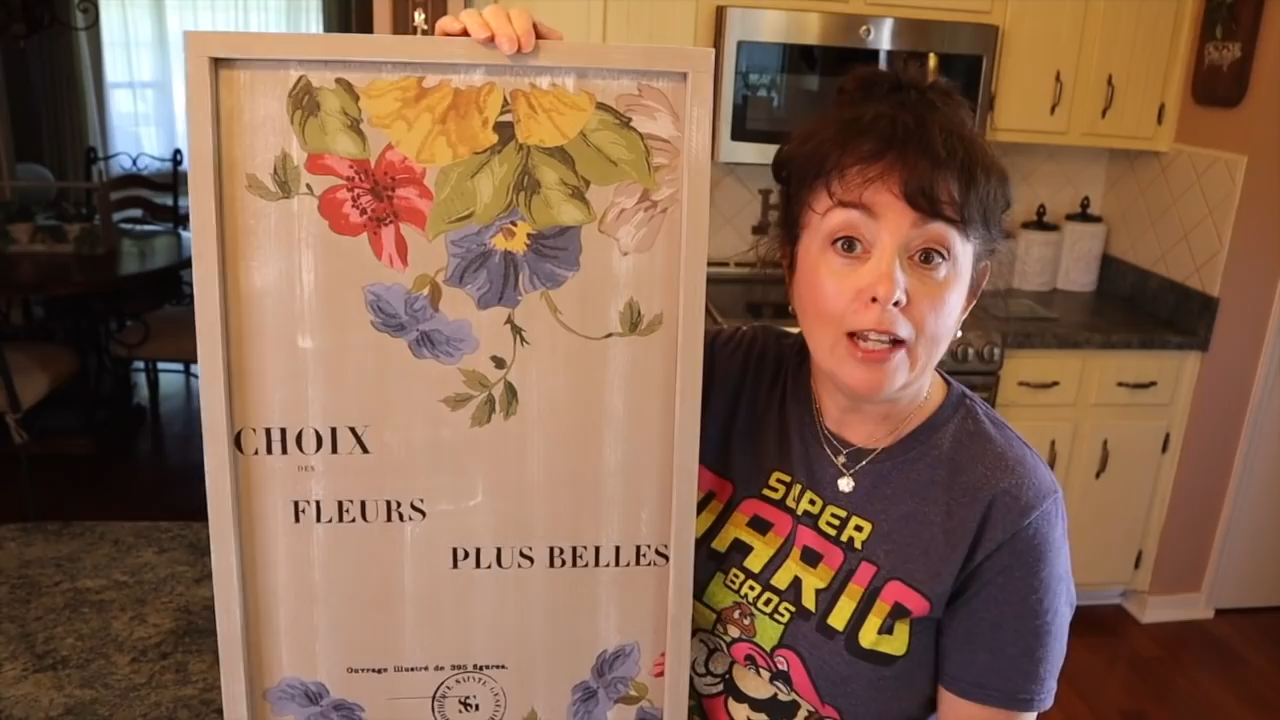 CHOIX
DES
FLEURS
PLUS BELLES
Ouvrage illustré de 395 figures.
SG
SUPER
MARIO
BROS